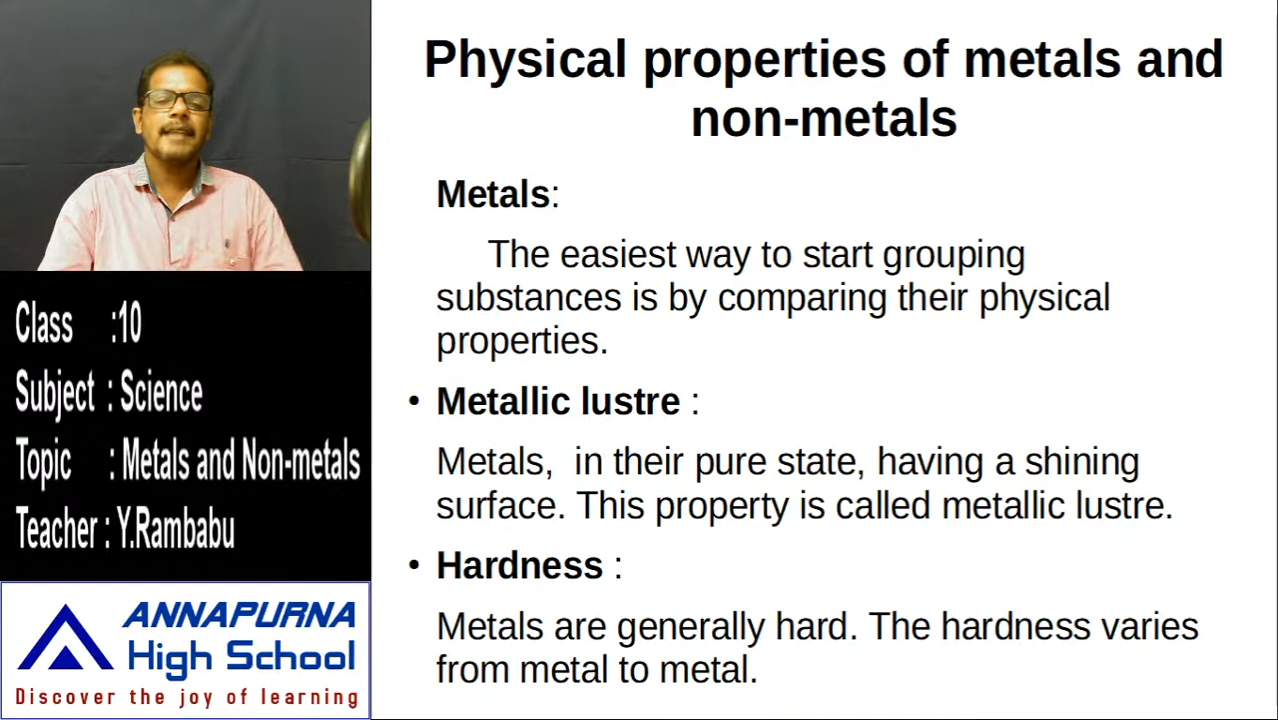 Physical properties of metals and
non-metals
Metals:
The easiest way to start grouping
substances is by comparing their physical
properties.
• Metallic lustre :
Metals,  in their pure state, having a shining
surface. This property is called metallic lustre.
• Hardness :
Metals are generally hard. The hardness varies
from metal to metal.
Class :10
Subject : Science
Topic : Metals and Non-metals
Teacher : Y.Rambabu
ANNAPURNA
High School
Discover the joy of learning